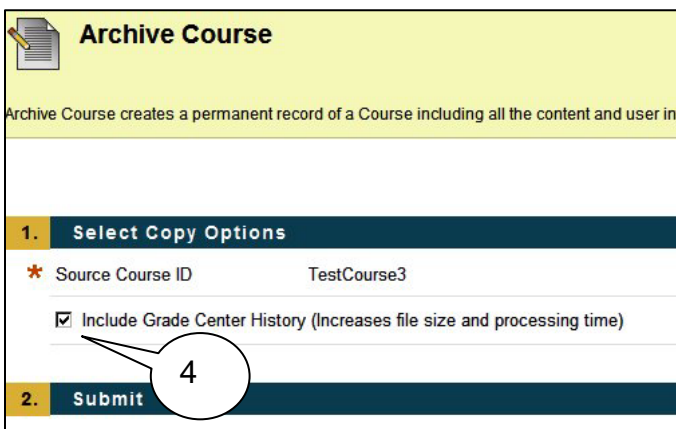 Archive Course
Archive Course creates a permanent record of a Course including all the content and user in
1. Select Copy Options
* Source Course ID TestCourse3
Include Grade Center History (Increases file size and processing time)
4
2. Submit